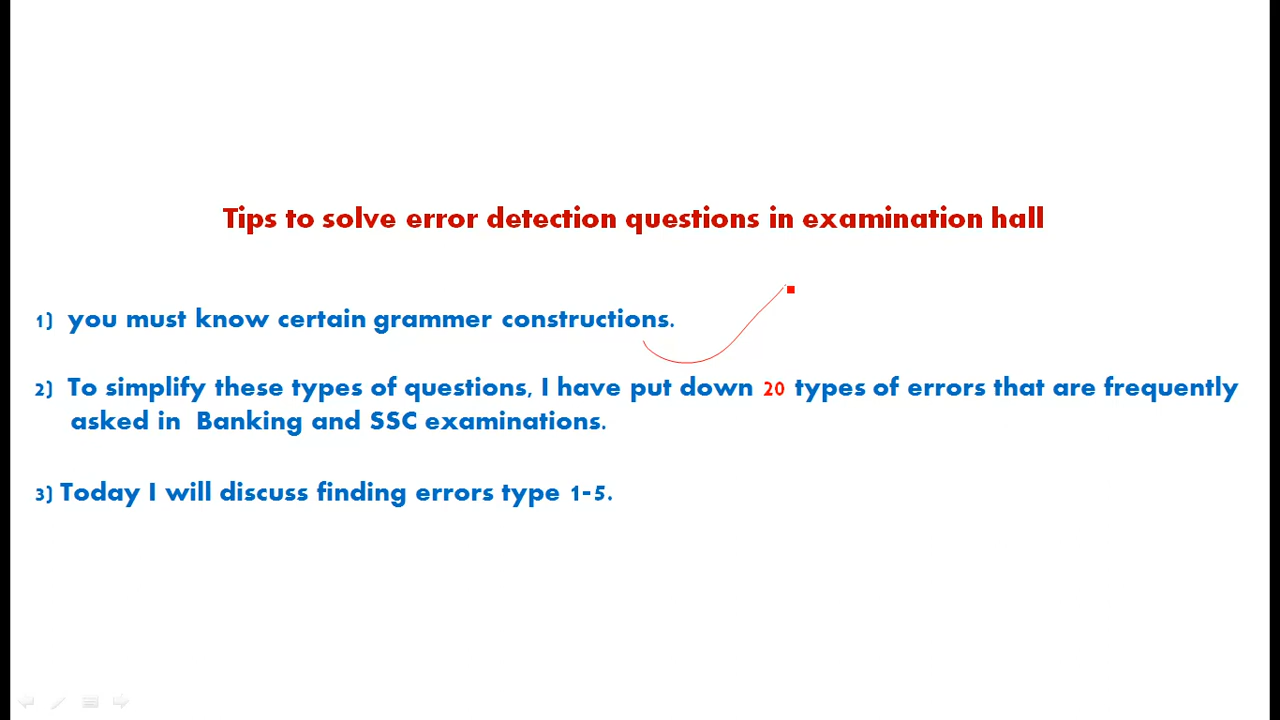 Tips to solve error detection questions in examination hall
1) you must know certain grammer constructions.
2) To simplify these types of questions, I have put down 20 types of errors that are frequently
asked in Banking and SSC examinations.
3) Today I will discuss finding errors type 1-5.